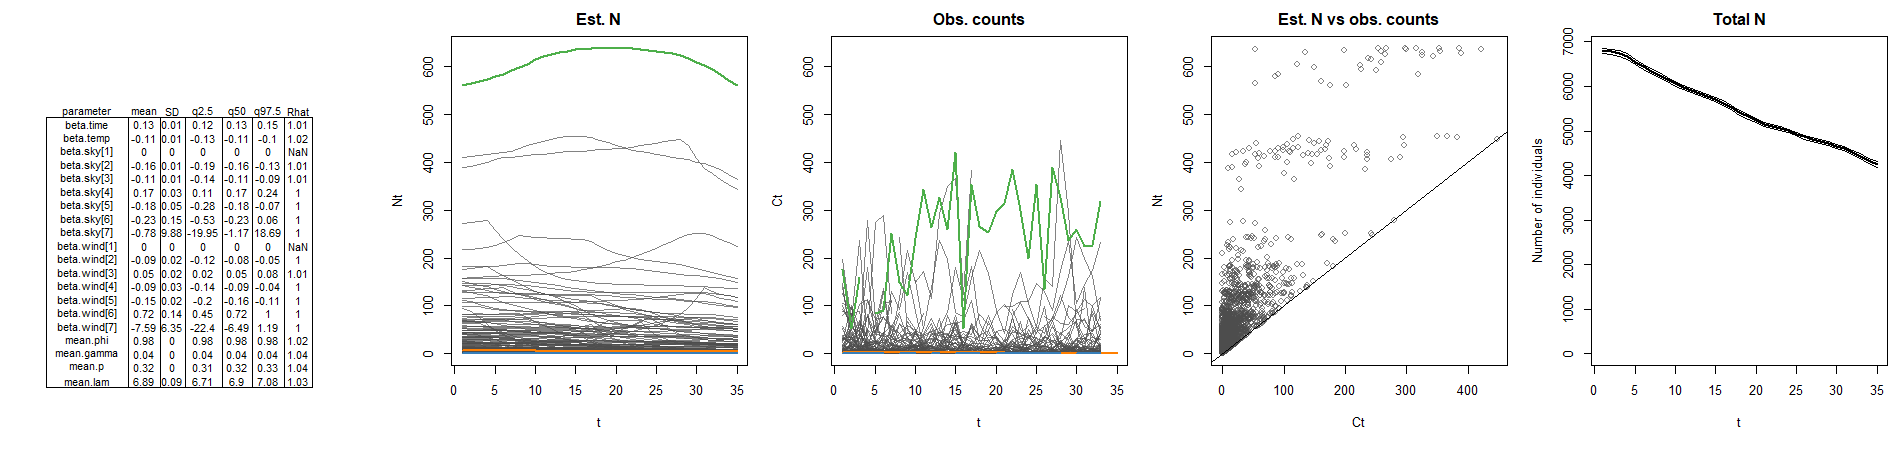 parameter mean SD q2.5 q50 q97.5 Rhat
beta.time 0.13 0.01 0.12 0.13 0.15 1.01
beta.temp -0.11 0.01 -0.13 -0.11 -0.1 1.02
beta.sky[1] 0 0 0 0 0 NaN
beta.sky[2] -0.16 0.01 -0.19 -0.16 -0.13 1.01
beta.sky[3] -0.11 0.01 -0.14 -0.11 -0.09 1.01
beta.sky[4] 0.17 0.03 0.11 0.17 0.24 1
beta.sky[5] -0.18 0.05 -0.28 -0.18 -0.07 1
beta.sky[6] -0.23 0.15 -0.53 -0.23 0.06 1
beta.sky[7] -0.78 9.88 -19.95 -1.17 18.69 1
beta.wind[1] 0 0 0 0 0 NaN
beta.wind[2] -0.09 0.02 -0.12 -0.08 -0.05 1
beta.wind[3] 0.05 0.02 0.02 0.05 0.08 1.01
beta.wind[4] -0.09 0.03 -0.14 -0.09 -0.04 1
beta.wind[5] -0.15 0.02 -0.2 -0.16 -0.11 1
beta.wind[6] 0.72 0.14 0.45 0.72 1 1
beta.wind[7] -7.59 6.35 -22.4 -6.49 1.19 1
mean.phi 0.98 0 0.98 0.98 0.98 1.02
mean.gamma 0.04 0 0.04 0.04 0.04 1.04
mean.p 0.32 0 0.31 0.32 0.33 1.04
mean.lam 6.89 0.09 6.71 6.9 7.08 1.03
Est. N
Nt
600
500
400
300
200
100
0
0 5 10 15 20 25 30 35
t
Obs. counts
Ct
600
500
400
300
200
100
0
0 5 10 15 20 25 30 35
t
Est. N vs obs. counts
Nt
600
500
400
300
200
100
0
0 100 200 300 400
Ct
Total N
Number of individuals
7000
6000
5000
4000
3000
2000
1000
0
0 5 10 15 20 25 30 35
t